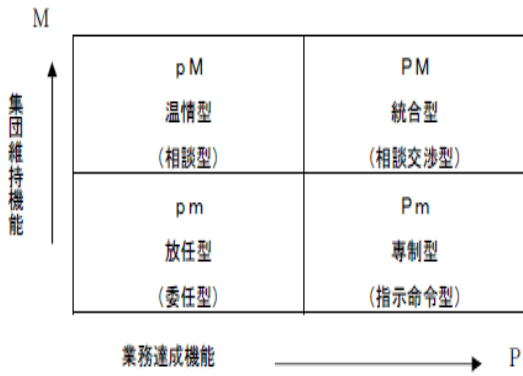 M
pM
PM
温情型
統合型
(相談型)
(相談交渉型)
集団維持機能
pm
Pm
放任型
専制型
(委任型)
(指示命令型)
業務達成機能
P